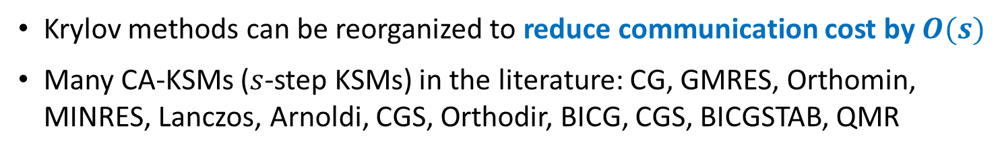 • Krylov methods can be reorganized to reduce communication cost by O(s)
• Many CA-KSMs (s-step KSMs) in the literature: CG, GMRES, Orthomin,
MINRES, Lanczos, Arnoldi, CGS, Orthodir, BICG, CGS, BICGSTAB, QMR